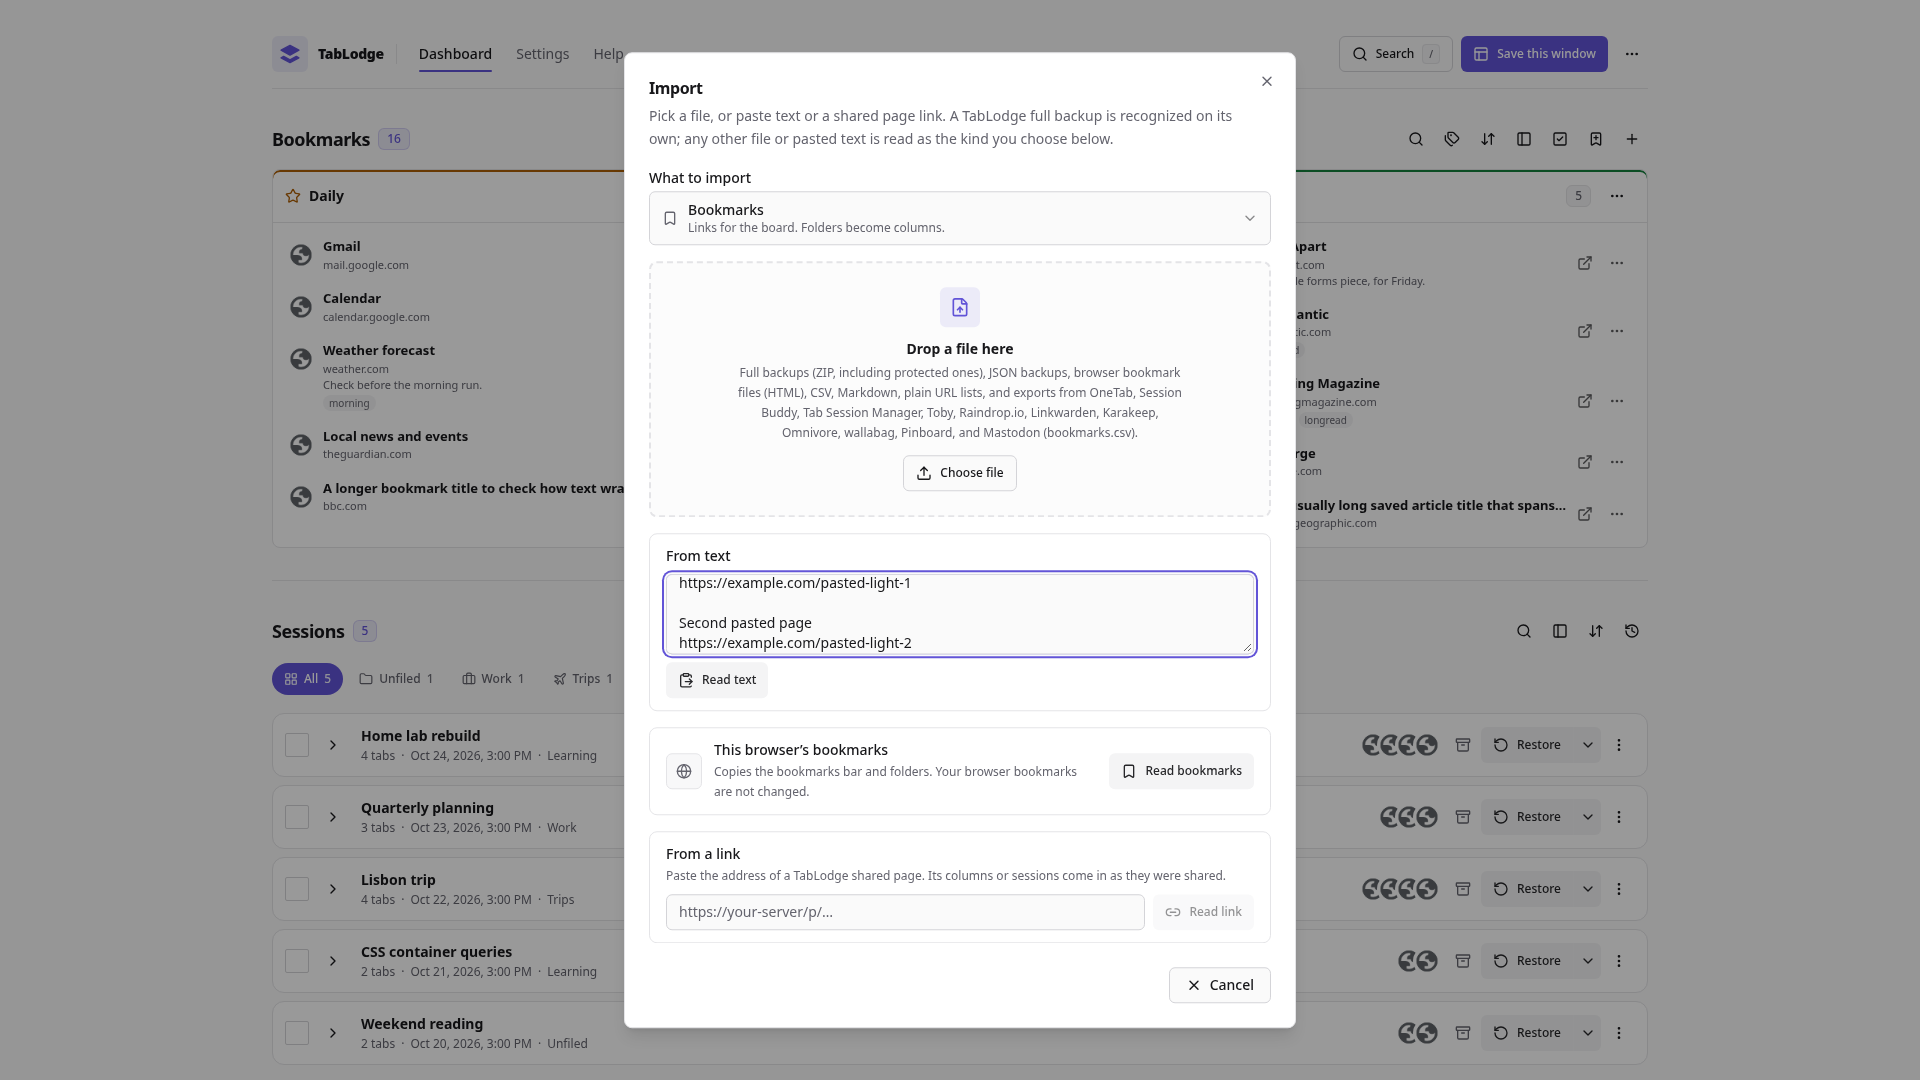 TabLodge
Dashboard
Settings
Help
Search /
Save this window
Bookmarks 16
Daily
Gmail
mail.google.com
Calendar
calendar.google.com
Weather forecast
weather.com
Check before the morning run.
morning
Local news and events
theguardian.com
A longer bookmark title to check how text wra
bbc.com
5
Apart
t.com
le forms piece, for Friday.
antic
tic.com
d
ing Magazine
gmagazine.com
longread
rge
.com
sually long saved article title that spans...
geographic.com
Import
Pick a file, or paste text or a shared page link. A TabLodge full backup is recognized on its
own; any other file or pasted text is read as the kind you choose below.
What to import
Bookmarks
Links for the board. Folders become columns.
Drop a file here
Full backups (ZIP, including protected ones), JSON backups, browser bookmark
files (HTML), CSV, Markdown, plain URL lists, and exports from OneTab, Session
Buddy, Tab Session Manager, Toby, Raindrop.io, Linkwarden, Karakeep,
Omnivore, wallabag, Pinboard, and Mastodon (bookmarks.csv).
Choose file
From text
https://example.com/pasted-light-1
Second pasted page
https://example.com/pasted-light-2
Read text
This browser’s bookmarks
Copies the bookmarks bar and folders. Your browser bookmarks
are not changed.
Read bookmarks
From a link
Paste the address of a TabLodge shared page. Its columns or sessions come in as they were shared.
https://your-server/p/...
Read link
Cancel
Sessions 5
All 5
Unfiled 1
Work 1
Trips 1
Home lab rebuild
4 tabs · Oct 24, 2026, 3:00 PM · Learning
Restore
Quarterly planning
3 tabs · Oct 23, 2026, 3:00 PM · Work
Restore
Lisbon trip
4 tabs · Oct 22, 2026, 3:00 PM · Trips
Restore
CSS container queries
2 tabs · Oct 21, 2026, 3:00 PM · Learning
Restore
Weekend reading
2 tabs · Oct 20, 2026, 3:00 PM · Unfiled
Restore